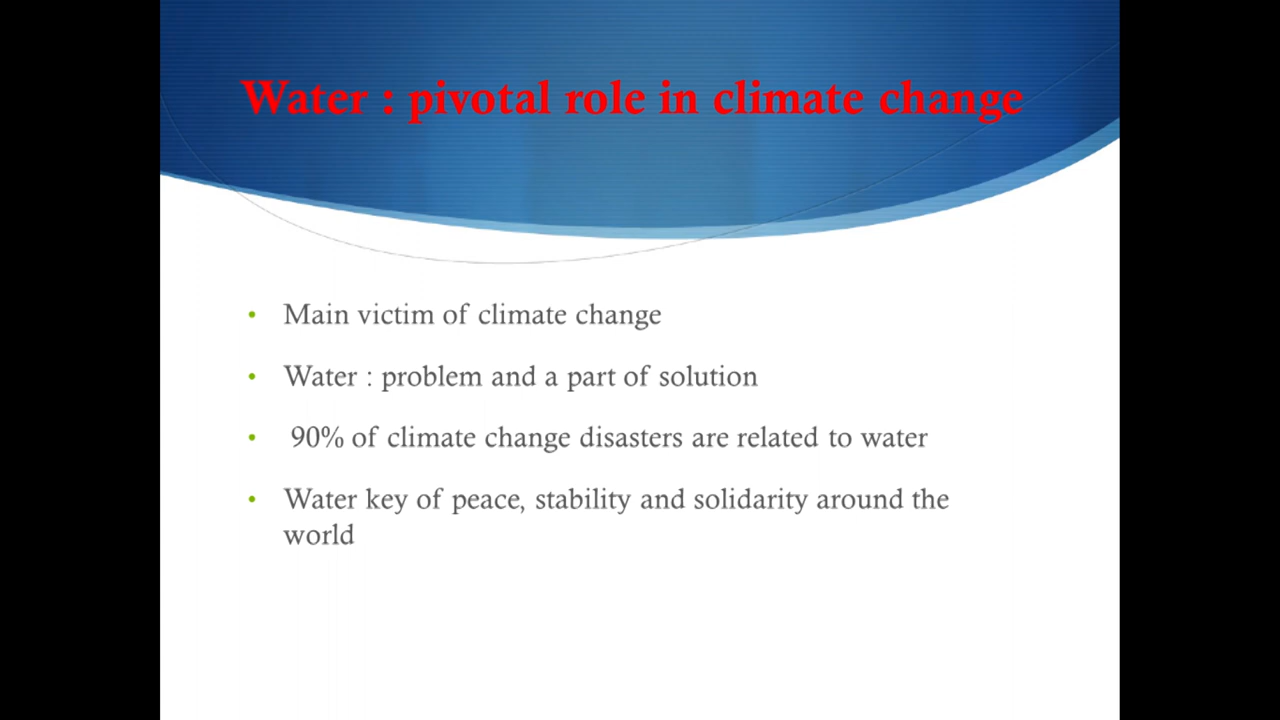 Water : pivotal role in climate change
• Main victim of climate change
• Water : problem and a part of solution
• 90% of climate change disasters are related to water
• Water key of peace, stability and solidarity around the
world